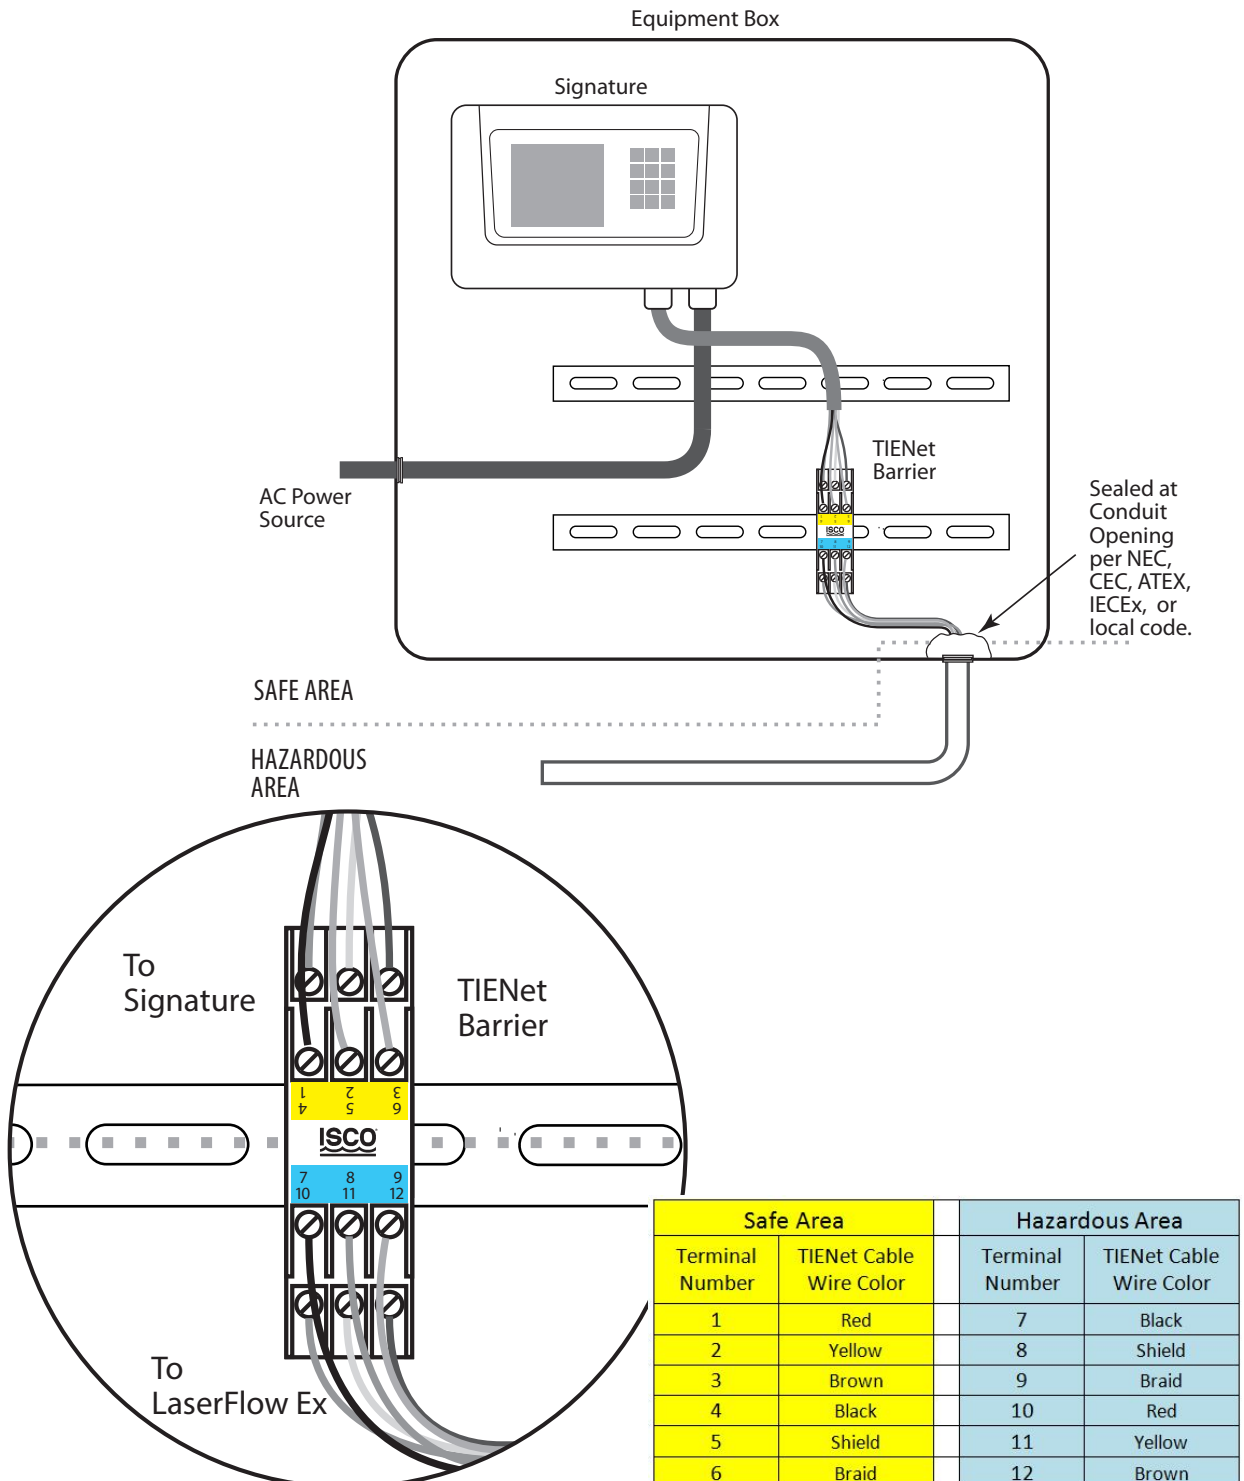 Equipment Box
Signature
TIENet
Barrier
AC Power
Source
Sealed at
Conduit
Opening
per NEC,
CEC, ATEX,
IECEx, or
local code.
ISCO
SAFE AREA
HAZARDOUS
AREA
To
Signature
TIENet
Barrier
1 2 3
4 5 6
ISCO
7 8 9
10 11 12
To
LaserFlow Ex
Safe Area Hazardous Area
Terminal Number TIENet Cable Wire Color Terminal Number TIENet Cable Wire Color
1 Red 7 Black
2 Yellow 8 Shield
3 Brown 9 Braid
4 Black 10 Red
5 Shield 11 Yellow
6 Braid 12 Brown